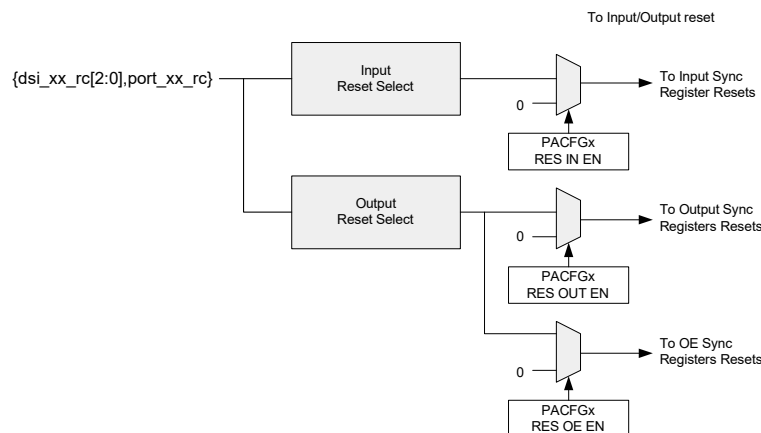 To Input/Output reset
{dsi_xx_rc[2:0],port_xx_rc}
Input
Reset Select
0
PACFGx
RES IN EN
To Input Sync
Register Resets
Output
Reset Select
0
PACFGx
RES OUT EN
To Output Sync
Registers Resets
0
PACFGx
RES OE EN
To OE Sync
Registers Resets